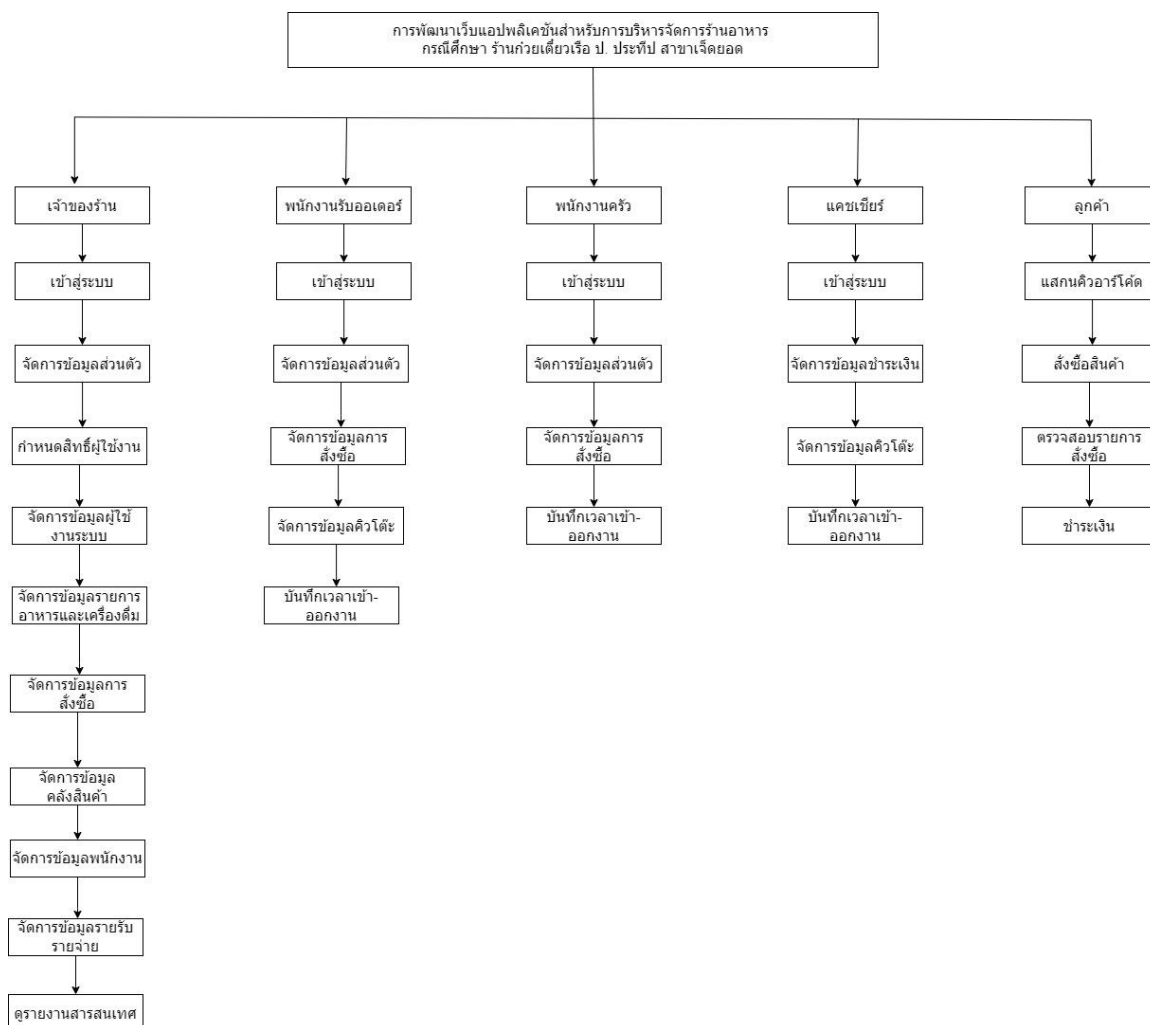 การพัฒนาเว็บแอปพลิเคชันสำหรับการบริหารจัดการร้านอาหาร
กรณีศึกษา ร้านก๋วยเตี๋ยวเรือ ป. ประทีป สาขาเจ็ดยอด
เจ้าของร้าน
เข้าสู่ระบบ
จัดการข้อมูลส่วนตัว
กำหนดสิทธิ์ผู้ใช้งาน
จัดการข้อมูลผู้ใช้
งานระบบ
จัดการข้อมูลรายการ
อาหารและเครื่องดื่ม
จัดการข้อมูลการ
สั่งซื้อ
จัดการข้อมูล
คลังสินค้า
จัดการข้อมูลพนักงาน
จัดการข้อมูลรายรับ
รายจ่าย
ดูรายงานสารสนเทศ
พนักงานรับออเดอร์
เข้าสู่ระบบ
จัดการข้อมูลส่วนตัว
จัดการข้อมูลการ
สั่งซื้อ
จัดการข้อมูลคิวโต๊ะ
บันทึกเวลาเข้า-
ออกงาน
พนักงานครัว
เข้าสู่ระบบ
จัดการข้อมูลส่วนตัว
จัดการข้อมูลการ
สั่งซื้อ
บันทึกเวลาเข้า-
ออกงาน
แคชเชียร์
เข้าสู่ระบบ
จัดการข้อมูลชำระเงิน
จัดการข้อมูลคิวโต๊ะ
บันทึกเวลาเข้า-
ออกงาน
ลูกค้า
แสกนคิวอาร์โค้ด
สั่งซื้อสินค้า
ตรวจสอบรายการ
สั่งซื้อ
ชำระเงิน